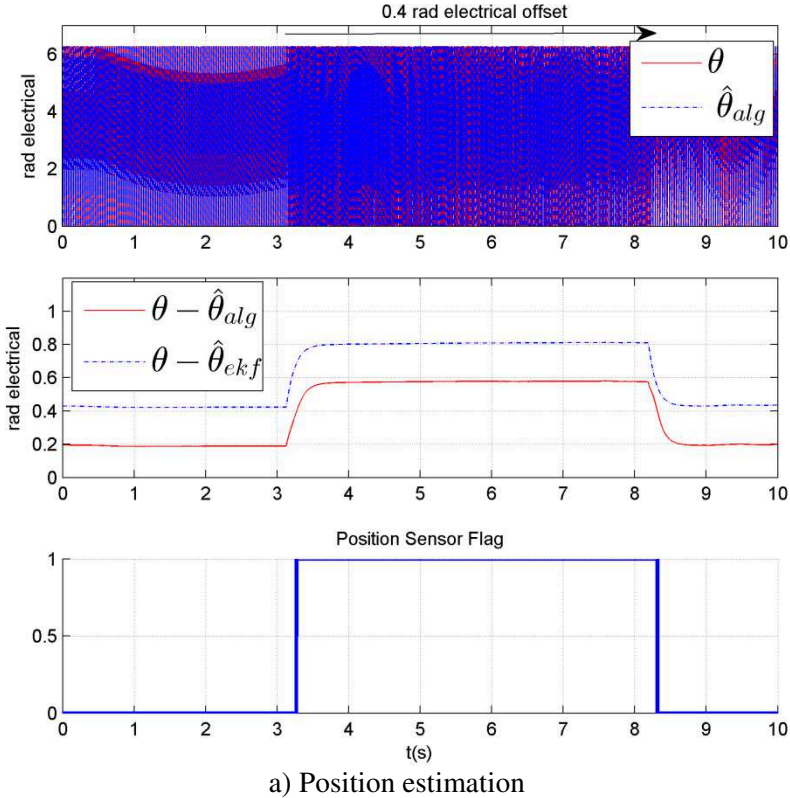 0.4 rad electrical offset
rad electrical
6
4
2
0
θ
θ̂alg
0 1 2 3 4 5 6 7 8 9 10
rad electrical
1
0.8
0.6
0.4
0.2
0
θ − θ̂alg
θ − θ̂ekf
0 1 2 3 4 5 6 7 8 9 10
Position Sensor Flag
1
0.5
0
0 1 2 3 4 5 6 7 8 9 10
t(s)
a) Position estimation